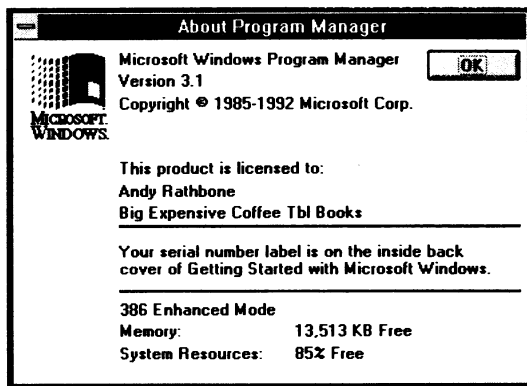 About Program Manager
Microsoft Windows Program Manager
OK
Version 3.1
Copyright © 1985-1992 Microsoft Corp.
MICROSOFT.
WINDOWS.
This product is licensed to:
Andy Rathbone
Big Expensive Coffee Tbl Books
Your serial number label is on the inside back
cover of Getting Started with Microsoft Windows.
386 Enhanced Mode
Memory: 13,513 KB Free
System Resources: 85% Free